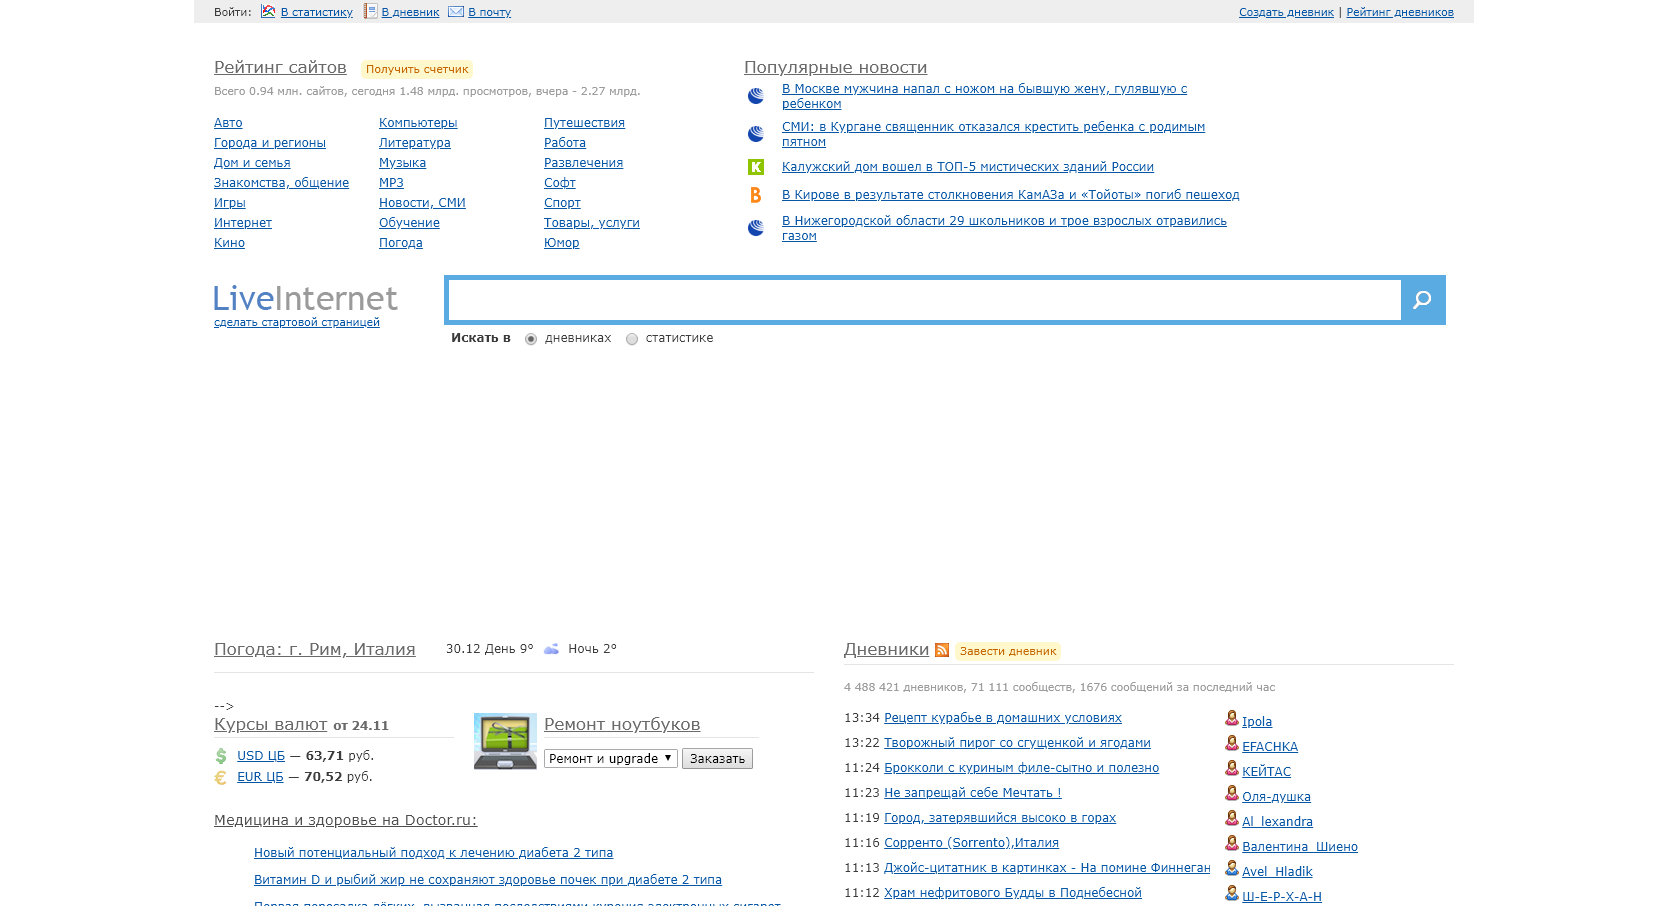 Войти: В статистику В дневник В почту
Создать дневник | Рейтинг дневников
Рейтинг сайтов Получить счетчик
Всего 0.94 млн. сайтов, сегодня 1.48 млрд. просмотров, вчера - 2.27 млрд.
Авто Компьютеры Путешествия
Города и регионы Литература Работа
Дом и семья Музыка Развлечения
Знакомства, общение MP3 Софт
Игры Новости, СМИ Спорт
Интернет Обучение Товары, услуги
Кино Погода Юмор
Популярные новости
В Москве мужчина напал с ножом на бывшую жену, гулявшую с
ребенком
СМИ: в Кургане священник отказался крестить ребенка с родимым
пятном
K Калужский дом вошел в ТОП-5 мистических зданий России
В В Кирове в результате столкновения КамАЗа и «Тойоты» погиб пешеход
В Нижегородской области 29 школьников и трое взрослых отравились
газом
LiveInternet
сделать стартовой страницей
Искать в дневниках статистике
Погода: г. Рим, Италия 30.12 День 9° Ночь 2°
-->
Курсы валют от 24.11
$ USD ЦБ — 63,71 руб.
€ EUR ЦБ — 70,52 руб.
Ремонт ноутбуков
Ремонт и upgrade Заказать
Медицина и здоровье на Doctor.ru:
Новый потенциальный подход к лечению диабета 2 типа
Витамин D и рыбий жир не сохраняют здоровье почек при диабете 2 типа
Первая пересадка лёгких, вызванная последствиями курения электронных сигарет
Дневники Завести дневник
4 488 421 дневников, 71 111 сообществ, 1676 сообщений за последний час
13:34 Рецепт курабье в домашних условиях Ipola
13:22 Творожный пирог со сгущенкой и ягодами EFACHKA
11:24 Брокколи с куриным филе-сытно и полезно КЕЙТАС
11:23 Не запрещай себе Мечтать ! Оля-душка
11:19 Город, затерявшийся высоко в горах Al_lexandra
11:16 Сорренто (Sorrento),Италия Валентина_Шиено
11:13 Джойс-цитатник в картинках - На помине Финнеган Avel_Hladik
11:12 Храм нефритового Будды в Поднебесной Ш-Е-Р-Х-А-Н